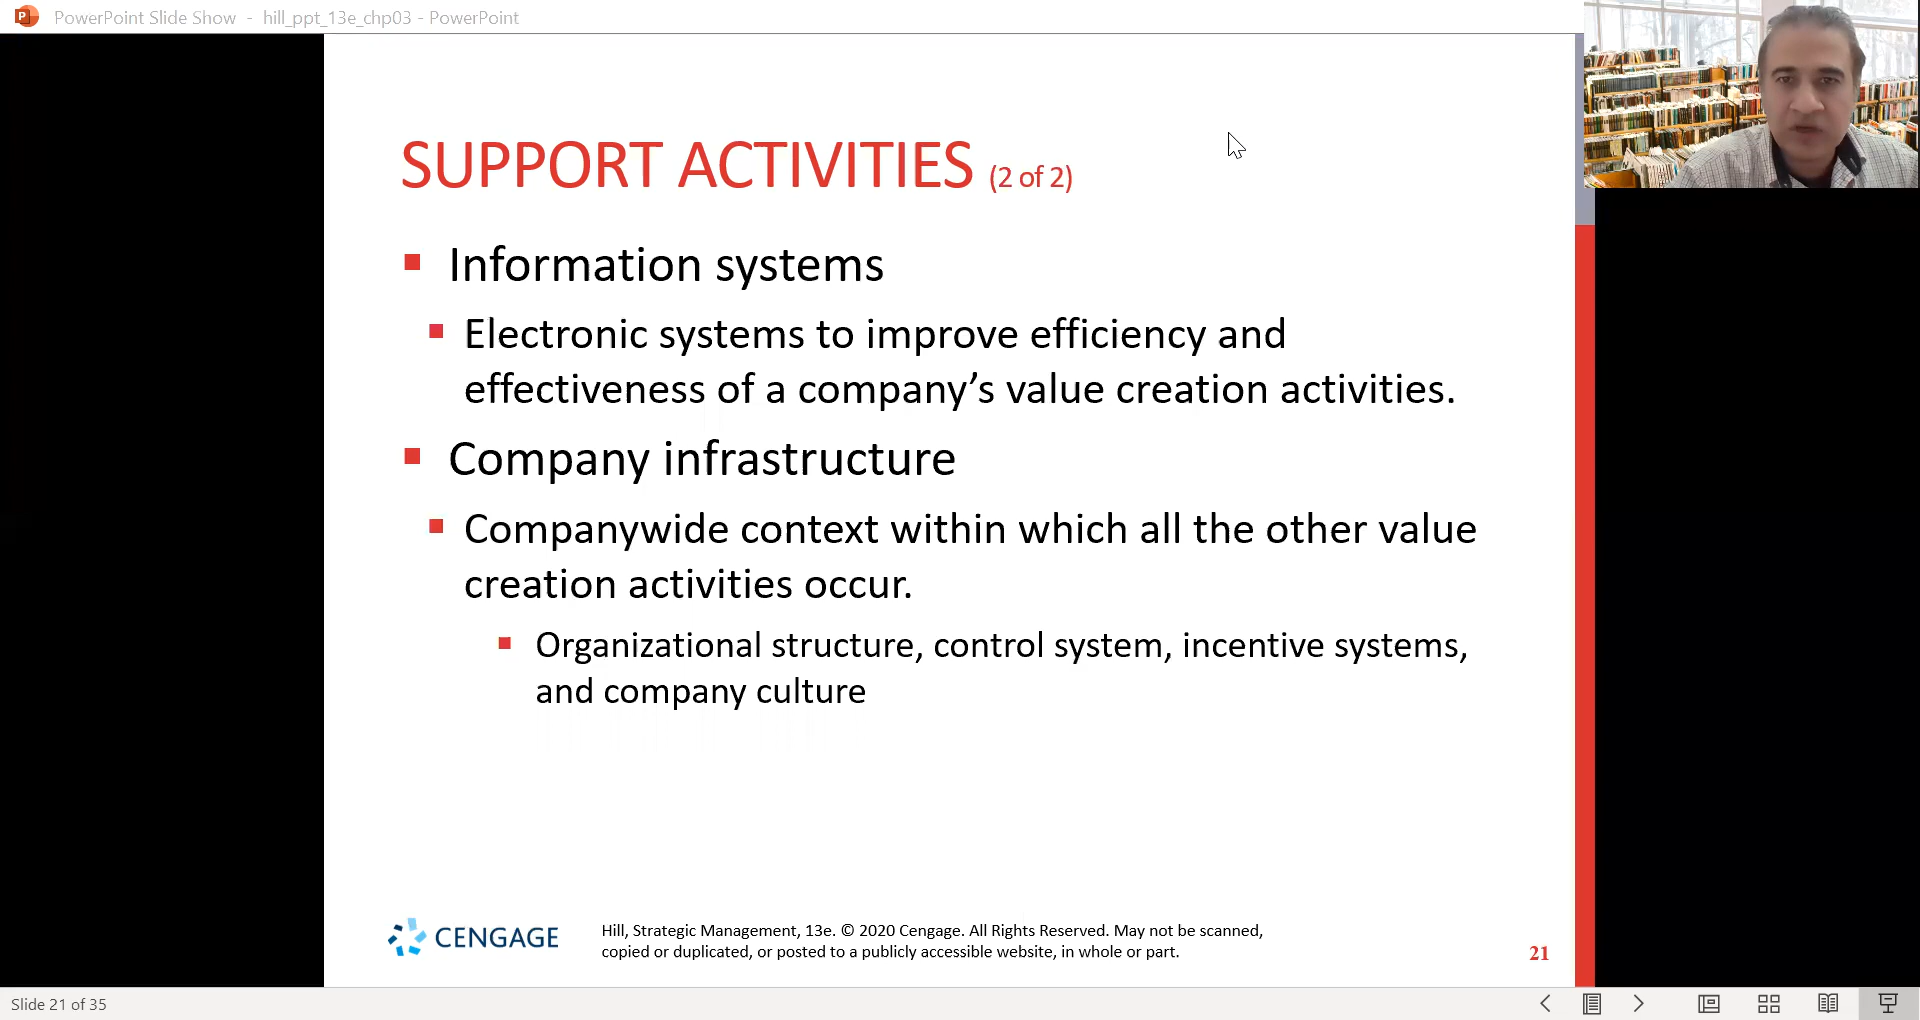 PowerPoint Slide Show - hill_ppt_13e_chp03 - PowerPoint
SUPPORT ACTIVITIES (2 of 2)
Information systems
Electronic systems to improve efficiency and
effectiveness of a company’s value creation activities.
Company infrastructure
Companywide context within which all the other value
creation activities occur.
Organizational structure, control system, incentive systems,
and company culture
CENGAGE
Hill, Strategic Management, 13e. © 2020 Cengage. All Rights Reserved. May not be scanned,
copied or duplicated, or posted to a publicly accessible website, in whole or part.
21
Slide 21 of 35